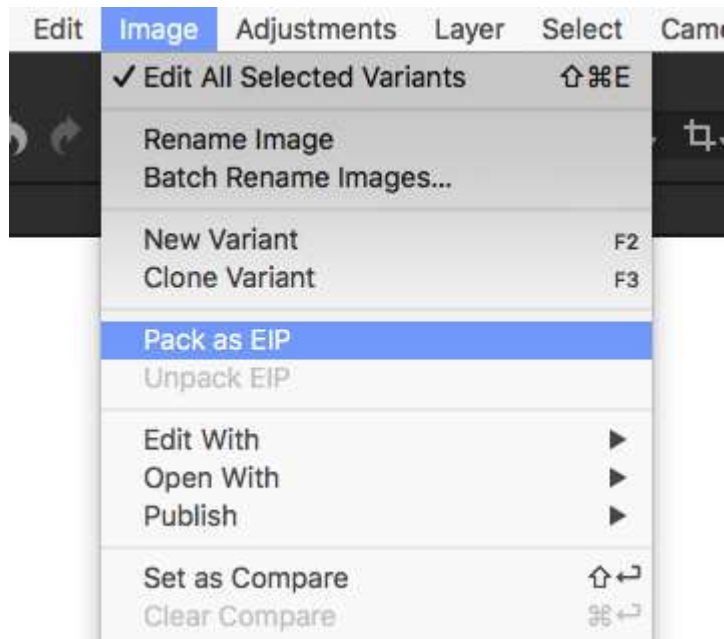 Edit Image Adjustments Layer Select
✓ Edit All Selected Variants ⇧⌘E
Rename Image
Batch Rename Images...
New Variant F2
Clone Variant F3
Pack as EIP
Unpack EIP
Edit With ▶
Open With ▶
Publish ▶
Set as Compare ⇧↩
Clear Compare ⌘↩